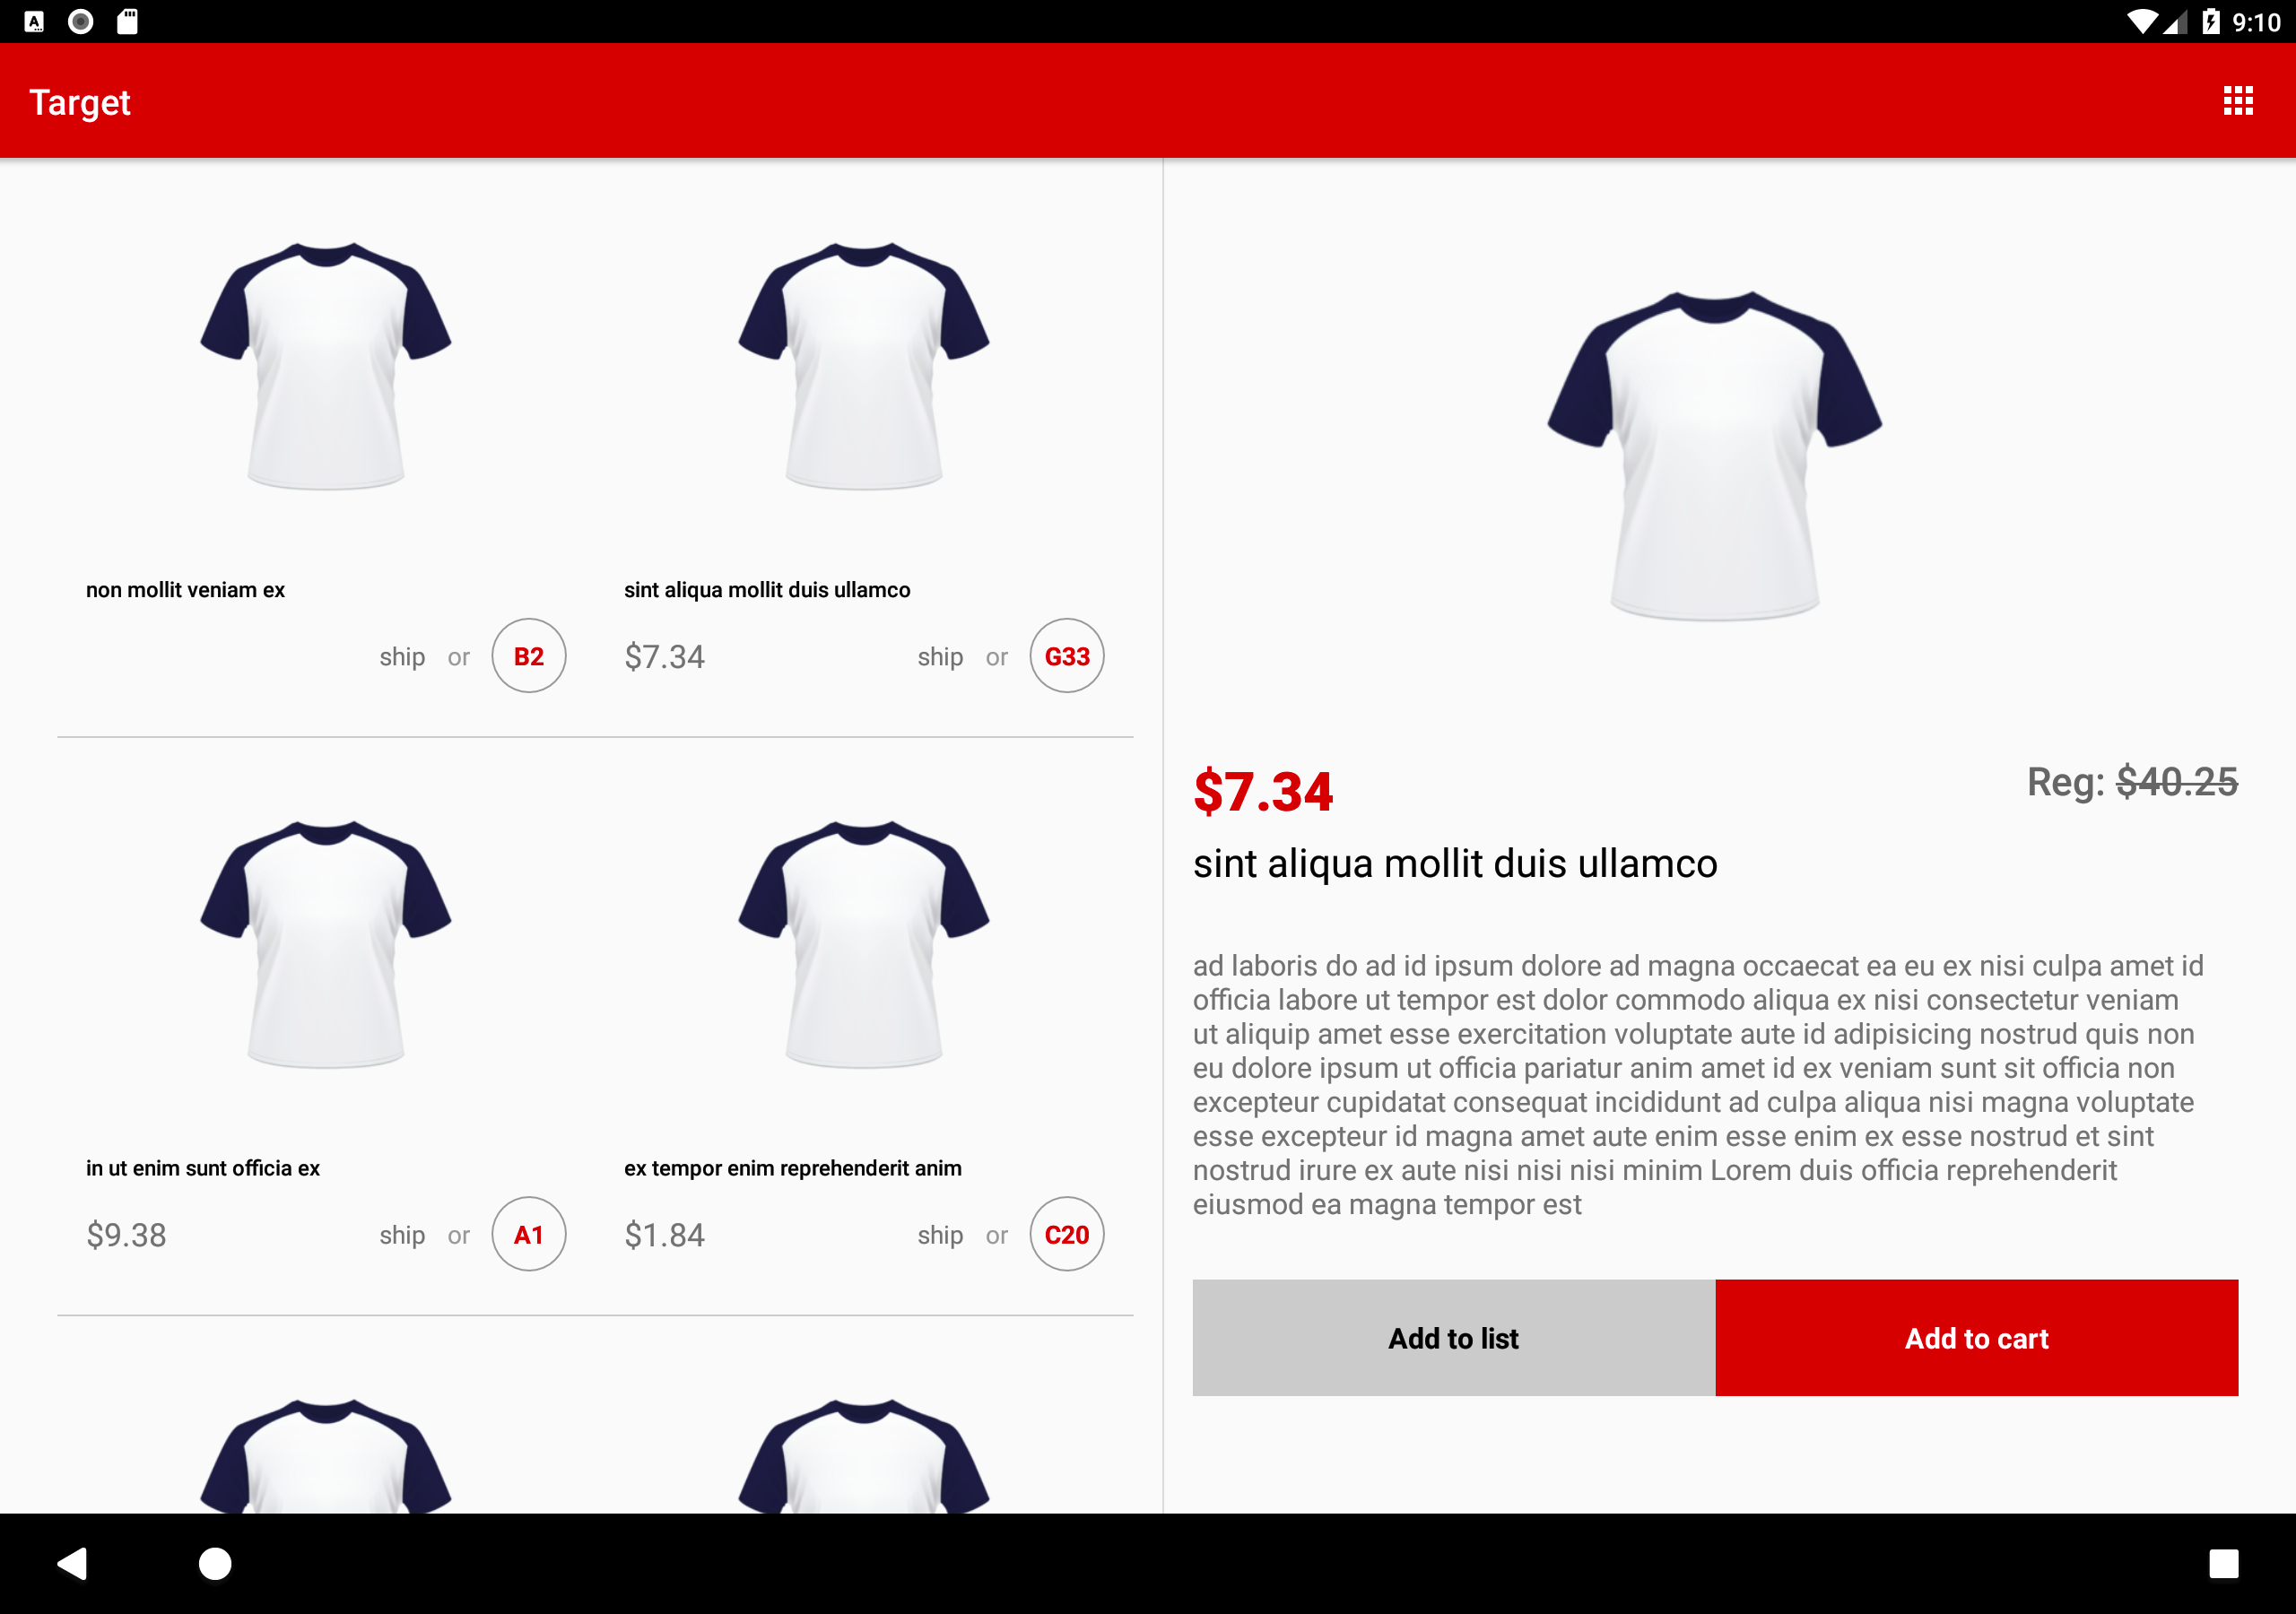 9:10
Target
non mollit veniam ex
ship or B2
sint aliqua mollit duis ullamco
$7.34 ship or G33
in ut enim sunt officia ex
$9.38 ship or A1
ex tempor enim reprehenderit anim
$1.84 ship or C20
$7.34
Reg: $40.25
sint aliqua mollit duis ullamco
ad laboris do ad id ipsum dolore ad magna occaecat ea eu ex nisi culpa amet id
officia labore ut tempor est dolor commodo aliqua ex nisi consectetur veniam
ut aliquip amet esse exercitation voluptate aute id adipisicing nostrud quis non
eu dolore ipsum ut officia pariatur anim amet id ex veniam sunt sit officia non
excepteur cupidatat consequat incididunt ad culpa aliqua nisi magna voluptate
esse excepteur id magna amet aute enim esse enim ex esse nostrud et sint
nostrud irure ex aute nisi nisi nisi minim Lorem duis officia reprehenderit
eiusmod ea magna tempor est
Add to list
Add to cart